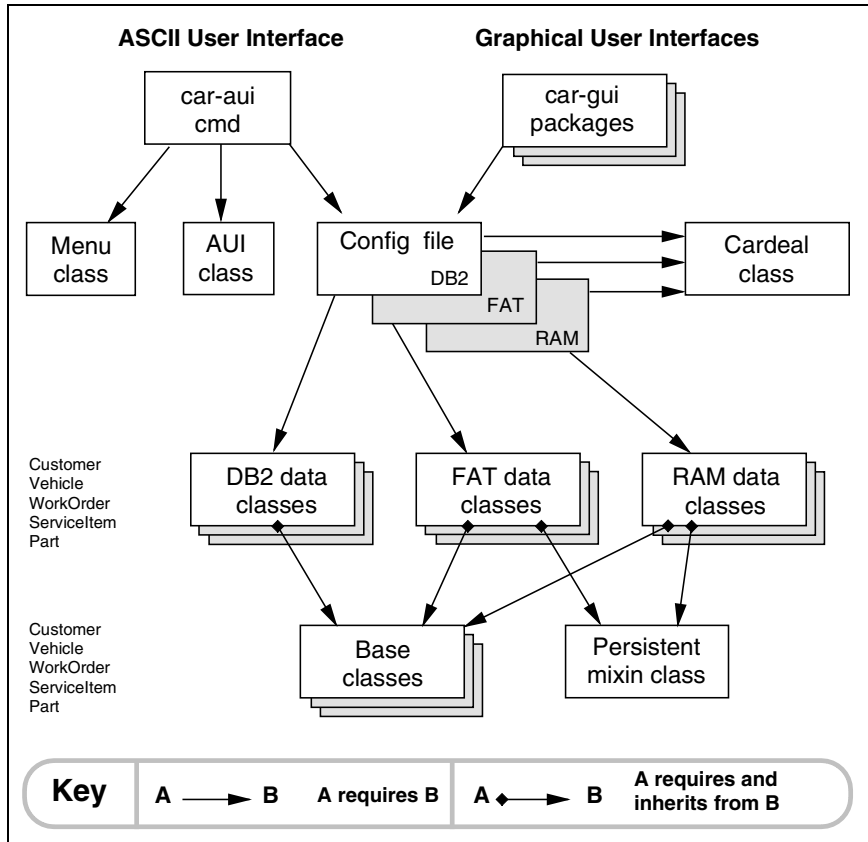 ASCII User Interface
Graphical User Interfaces
car-aui
cmd
car-gui
packages
Menu
class
AUI
class
Config file
DB2
FAT
RAM
Cardeal
class
Customer
Vehicle
WorkOrder
ServiceItem
Part
DB2 data
classes
FAT data
classes
RAM data
classes
Customer
Vehicle
WorkOrder
ServiceItem
Part
Base
classes
Persistent
mixin class
Key
A B A requires B
A B A requires and
inherits from B